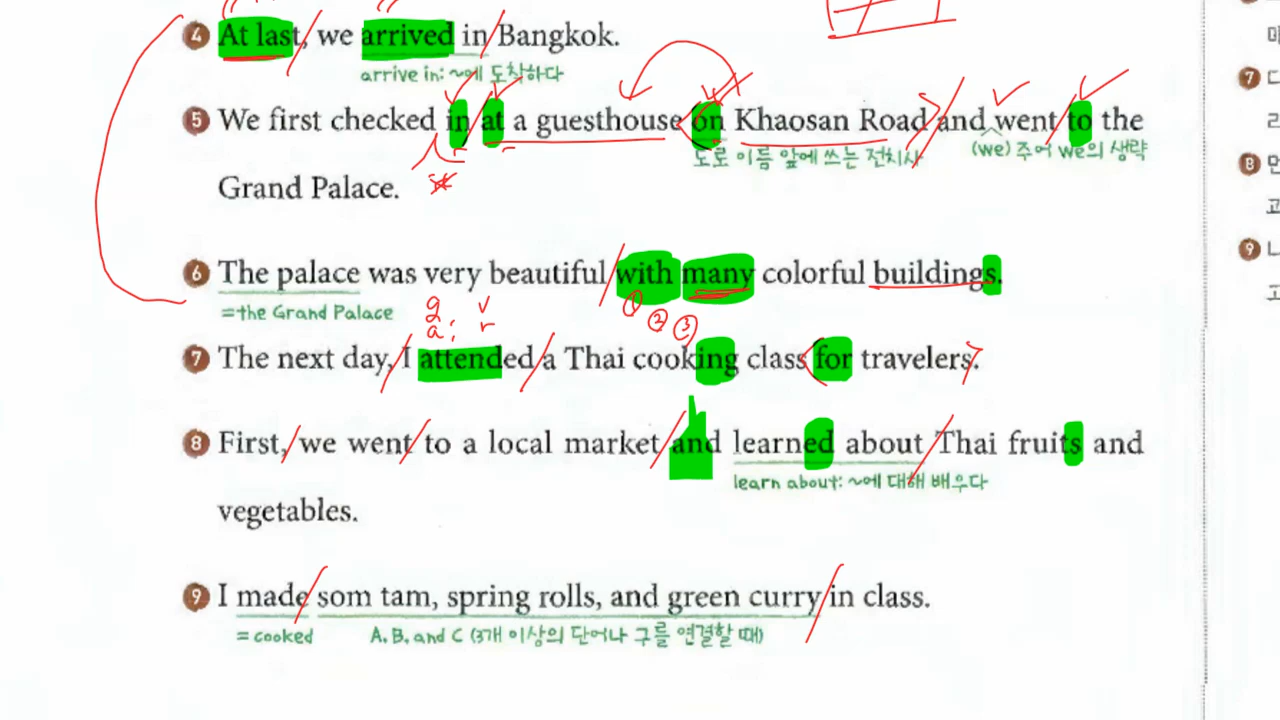 4 At last, we arrived in Bangkok.
arrive in: ~에 도착하다
5 We first checked in at a guesthouse on Khaosan Road and went to the
도로 이름 앞에 쓰는 전치사 (we) 주어 we의 생략
Grand Palace.
6 The palace was very beautiful with many colorful buildings.
=the Grand Palace
① ② ③
7 The next day, I attended a Thai cooking class for travelers.
8 First, we went to a local market and learned about Thai fruits and
learn about: ~에 대해 배우다
vegetables.
9 I made som tam, spring rolls, and green curry in class.
= cooked A, B, and C (3개 이상의 단어나 구를 연결할 때)
7
8
9